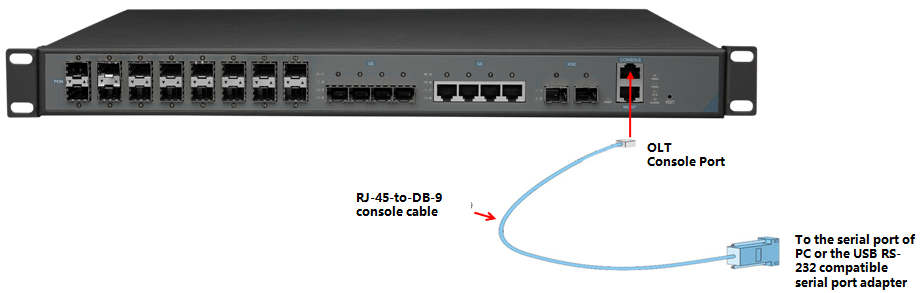 CONSOLE
PON
GE
GE
RST
MGMT
OLT
Console Port
RJ-45-to-DB-9
console cable
To the serial port of
PC or the USB RS-
232 compatible
serial port adapter